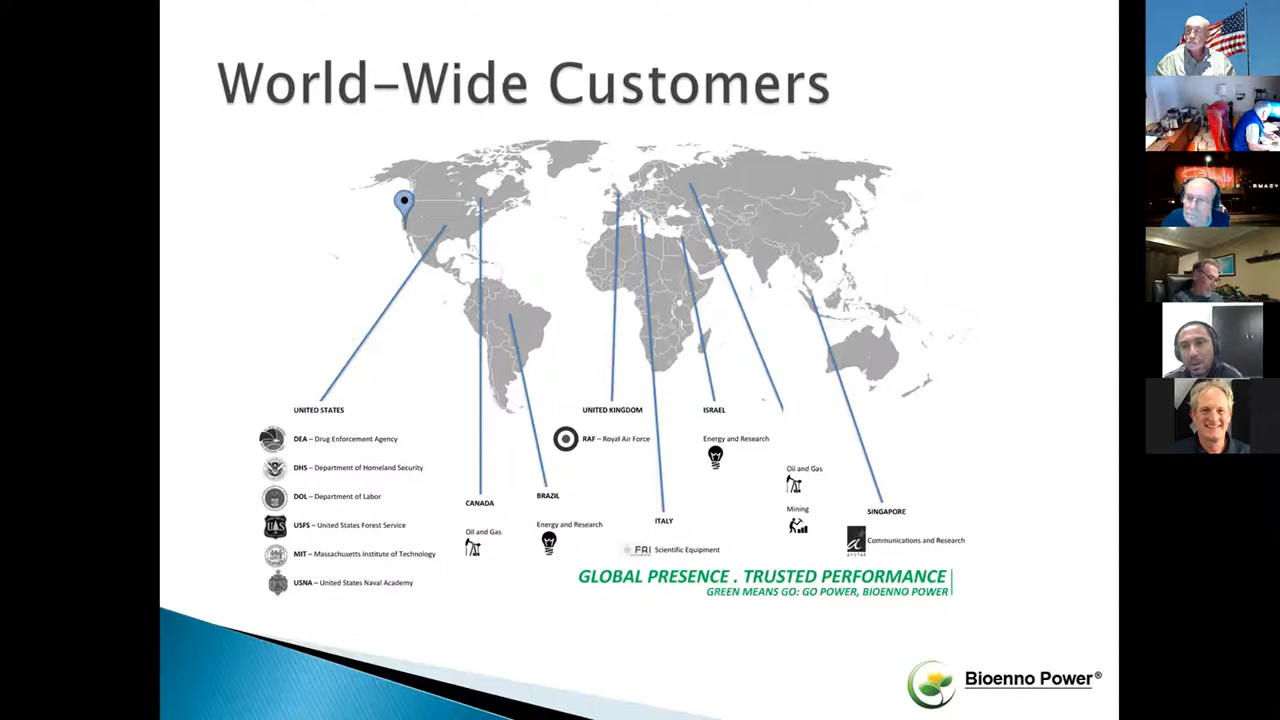 World-Wide Customers
UNITED STATES
DEA – Drug Enforcement Agency
DHS – Department of Homeland Security
DOL – Department of Labor
USFS – United States Forest Service
MIT – Massachusetts Institute of Technology
USNA – United States Naval Academy
CANADA
Oil and Gas
BRAZIL
Energy and Research
UNITED KINGDOM
RAF – Royal Air Force
ITALY
FAI Scientific Equipment
ISRAEL
Energy and Research
Oil and Gas
Mining
SINGAPORE
Communications and Research
GLOBAL PRESENCE . TRUSTED PERFORMANCE
GREEN MEANS GO: GO POWER, BIOENNO POWER
Bioenno Power®